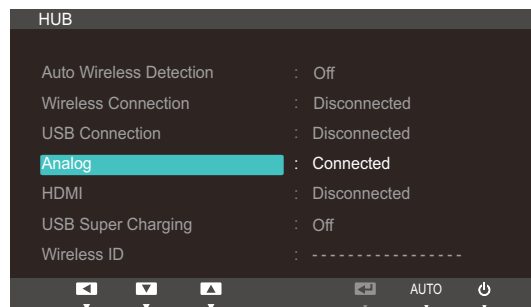 HUB
Auto Wireless Detection : Off
Wireless Connection : Disconnected
USB Connection : Disconnected
Analog : Connected
HDMI : Disconnected
USB Super Charging : Off
Wireless ID : - - - - - - - - - - - - - - - - -
AUTO